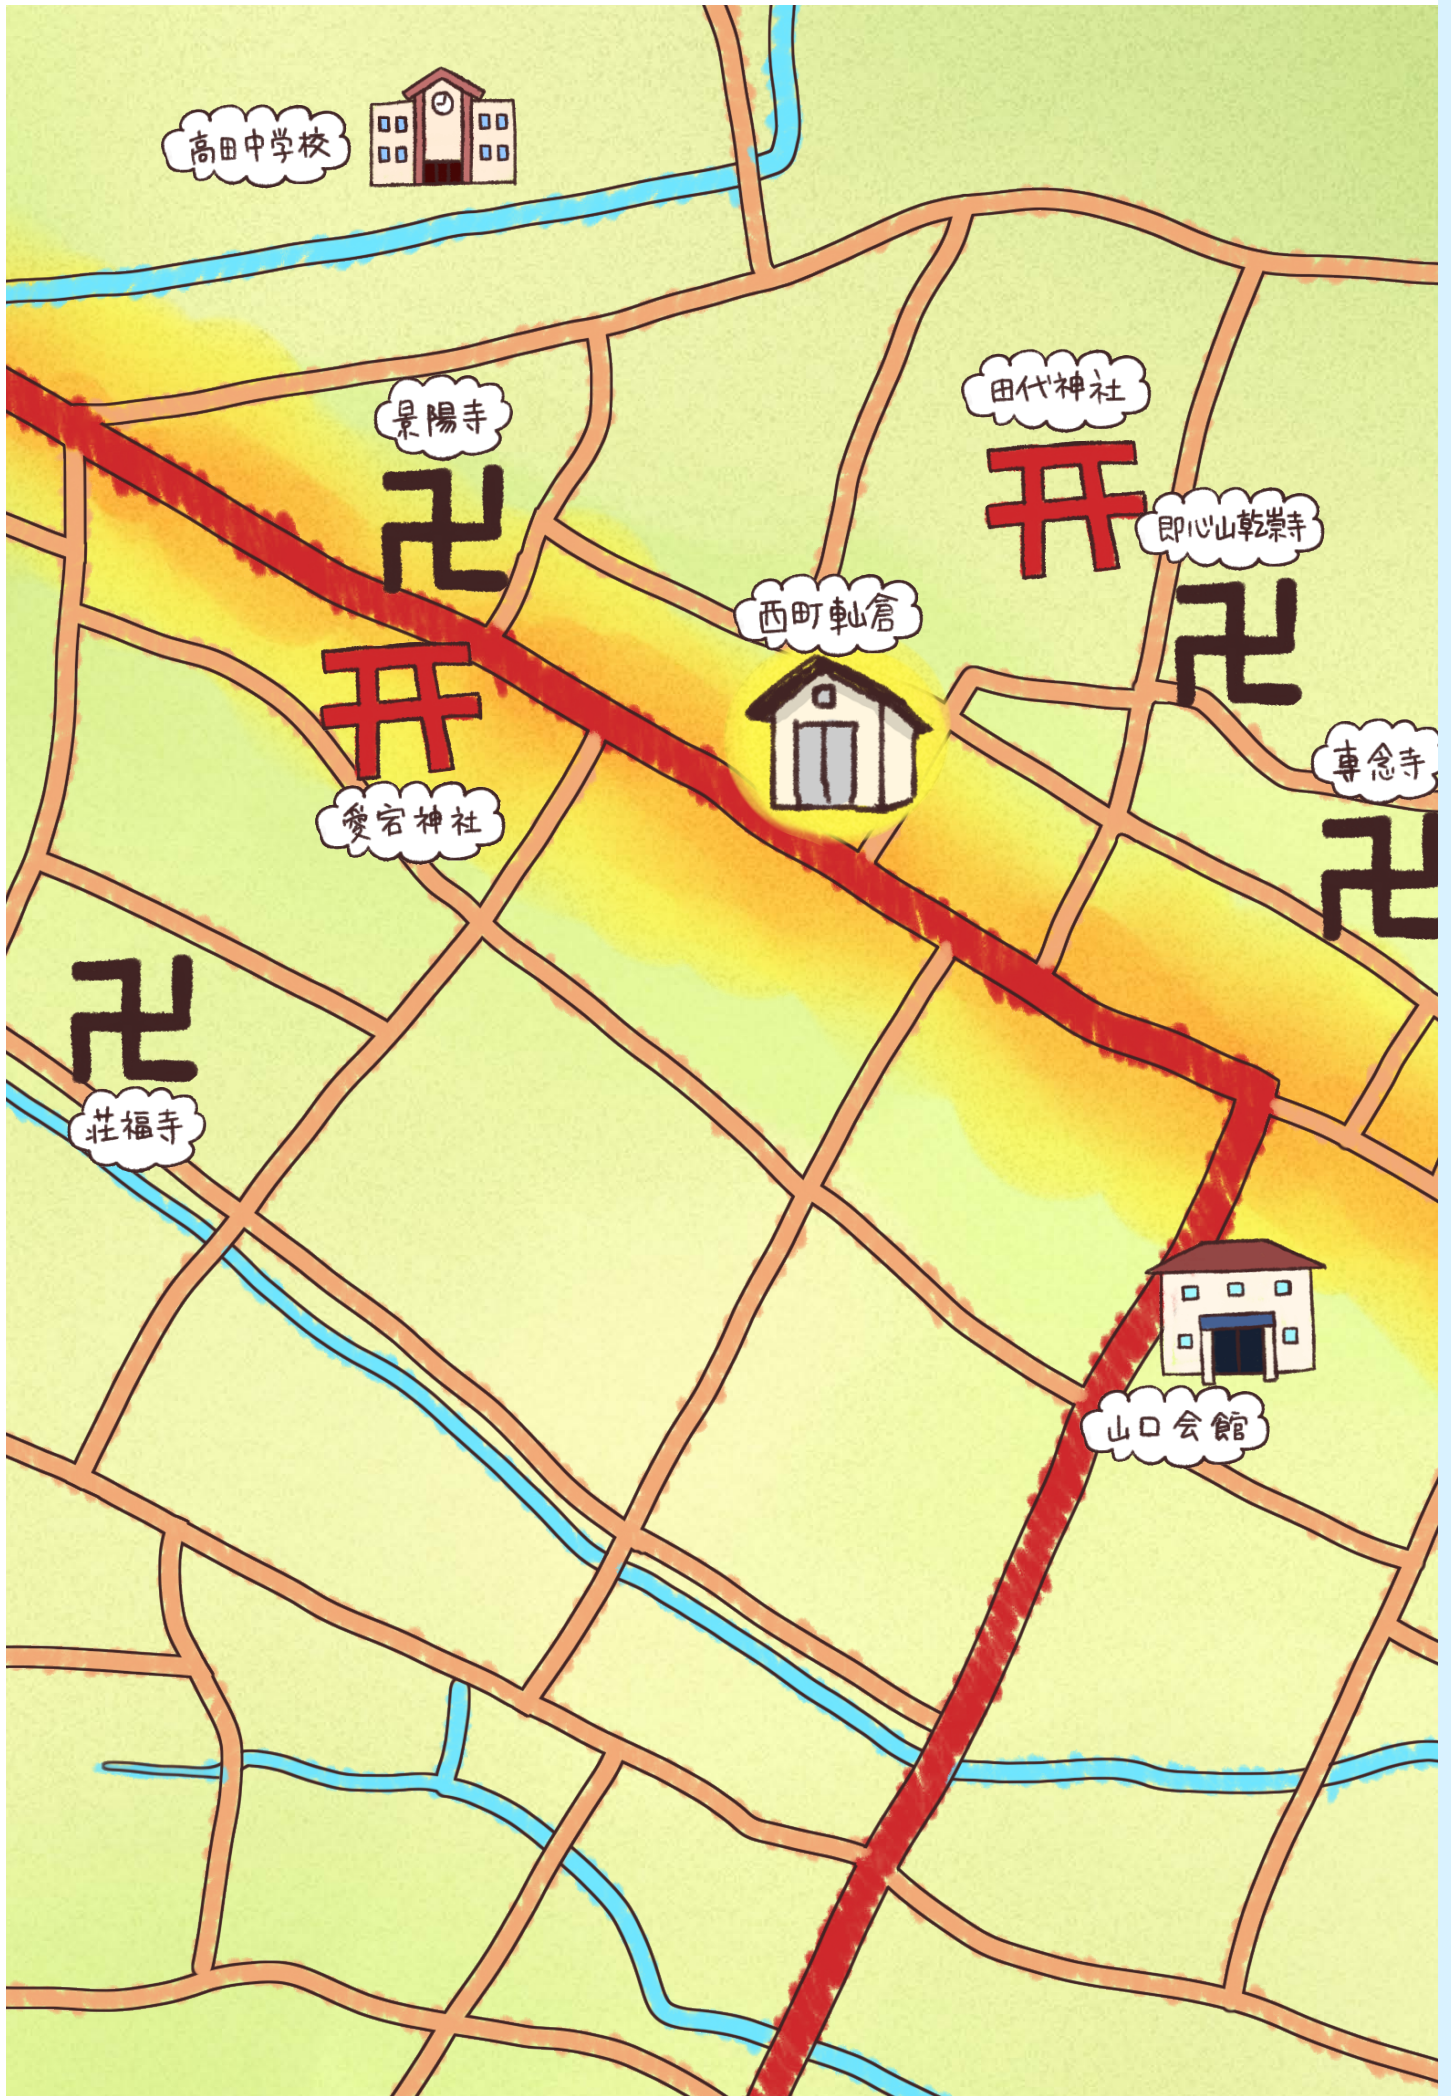 高田中学校
田代神社
景陽寺
即心山乾崇寺
西町軕倉
専念寺
愛宕神社
荘福寺
山口会館